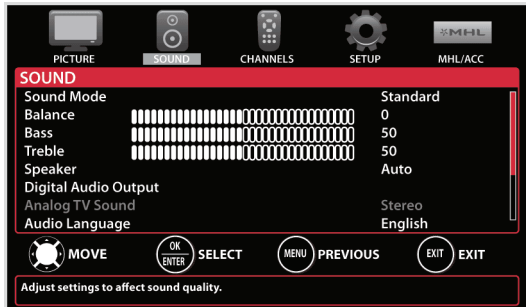 MHL
PICTURE SOUND CHANNELS SETUP MHL/ACC
SOUND
Sound Mode Standard
Balance 0
Bass 50
Treble 50
Speaker Auto
Digital Audio Output
Analog TV Sound Stereo
Audio Language English
MOVE OK ENTER SELECT MENU PREVIOUS EXIT EXIT
Adjust settings to affect sound quality.